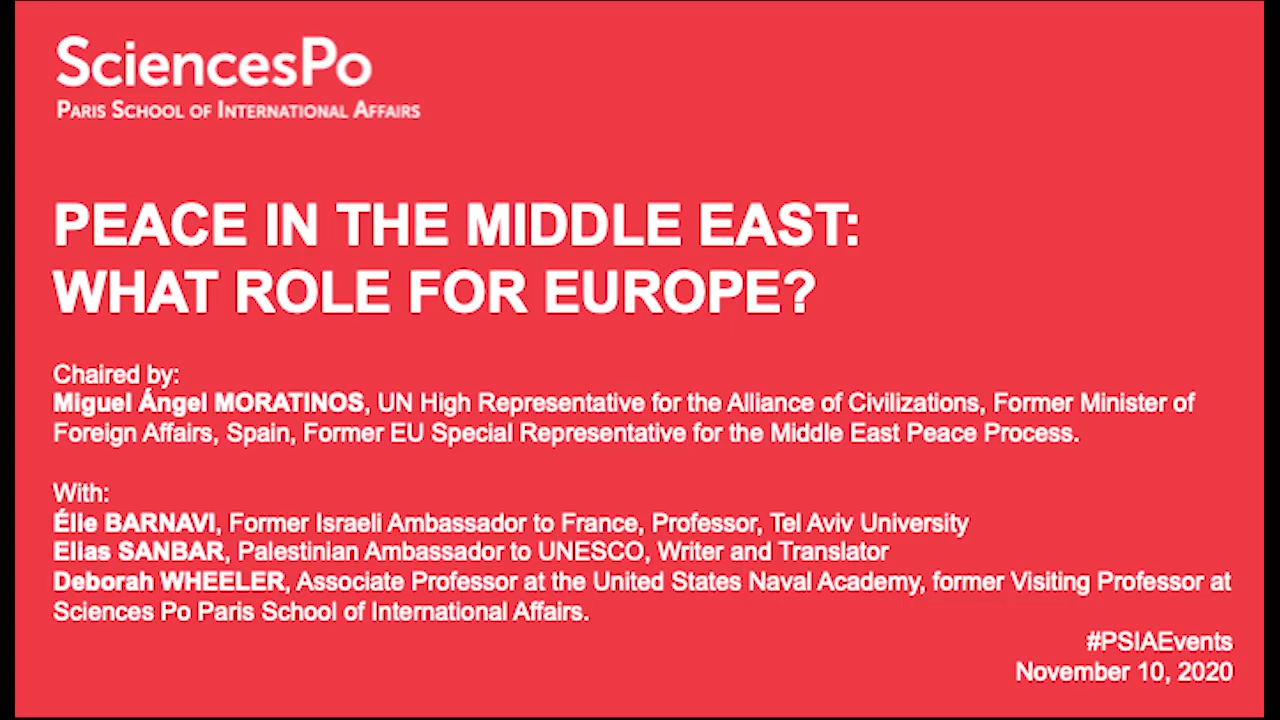 SciencesPo
PARIS SCHOOL OF INTERNATIONAL AFFAIRS
PEACE IN THE MIDDLE EAST:
WHAT ROLE FOR EUROPE?
Chaired by:
Miguel Ángel MORATINOS, UN High Representative for the Alliance of Civilizations, Former Minister of
Foreign Affairs, Spain, Former EU Special Representative for the Middle East Peace Process.
With:
Élie BARNAVI, Former Israeli Ambassador to France, Professor, Tel Aviv University
Elias SANBAR, Palestinian Ambassador to UNESCO, Writer and Translator
Deborah WHEELER, Associate Professor at the United States Naval Academy, former Visiting Professor at
Sciences Po Paris School of International Affairs.
#PSIAEvents
November 10, 2020